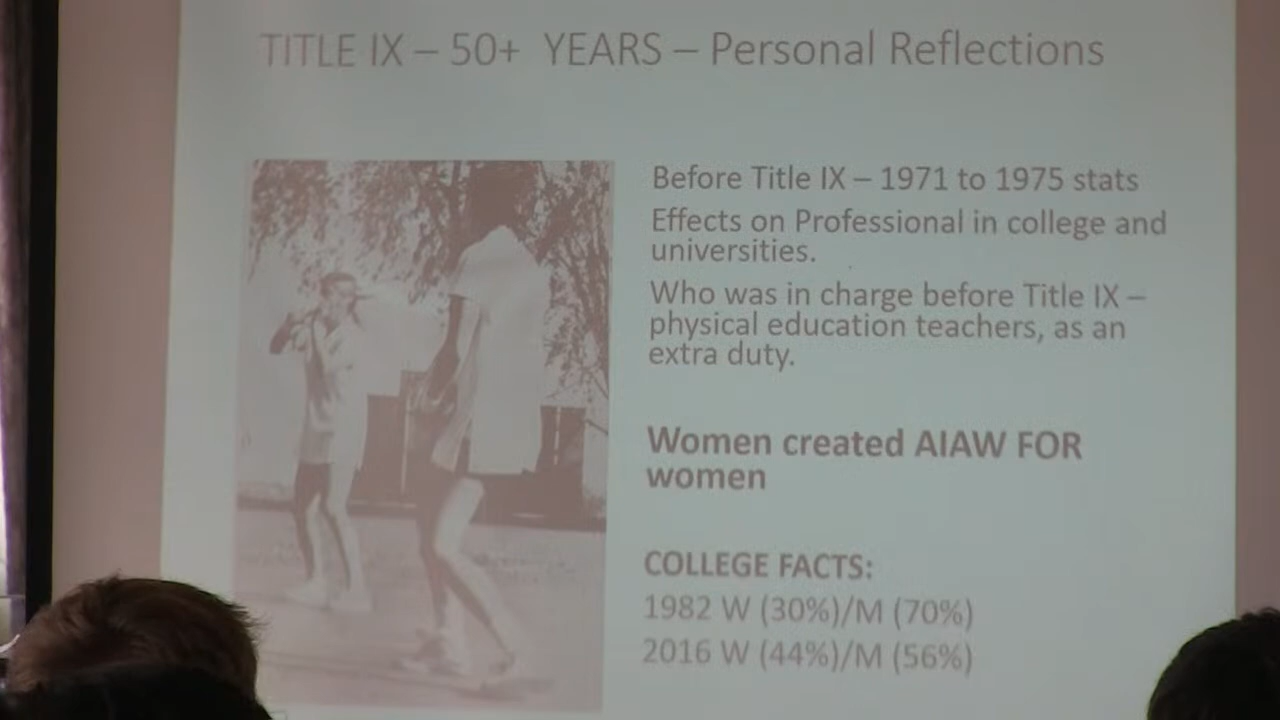 TITLE IX – 50+ YEARS – Personal Reflections
Before Title IX – 1971 to 1975 stats
Effects on Professional in college and
universities.
Who was in charge before Title IX –
physical education teachers, as an
extra duty.
Women created AIAW FOR
women
COLLEGE FACTS:
1982 W (30%)/M (70%)
2016 W (44%)/M (56%)